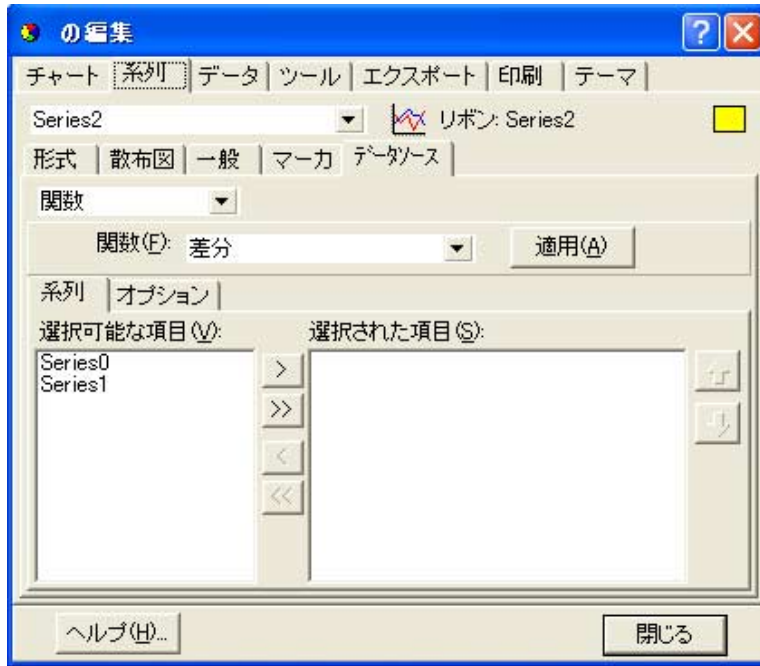 の編集
チャート 系列 データ ツール エクスポート 印刷 テーマ
Series2 リボン: Series2
形式 散布図 一般 マーカ データソース
関数
関数(F): 差分 適用(A)
系列 オプション
選択可能な項目(V): 選択された項目(S):
Series0
Series1
>
>>
<
<<
ヘルプ(H)... 閉じる